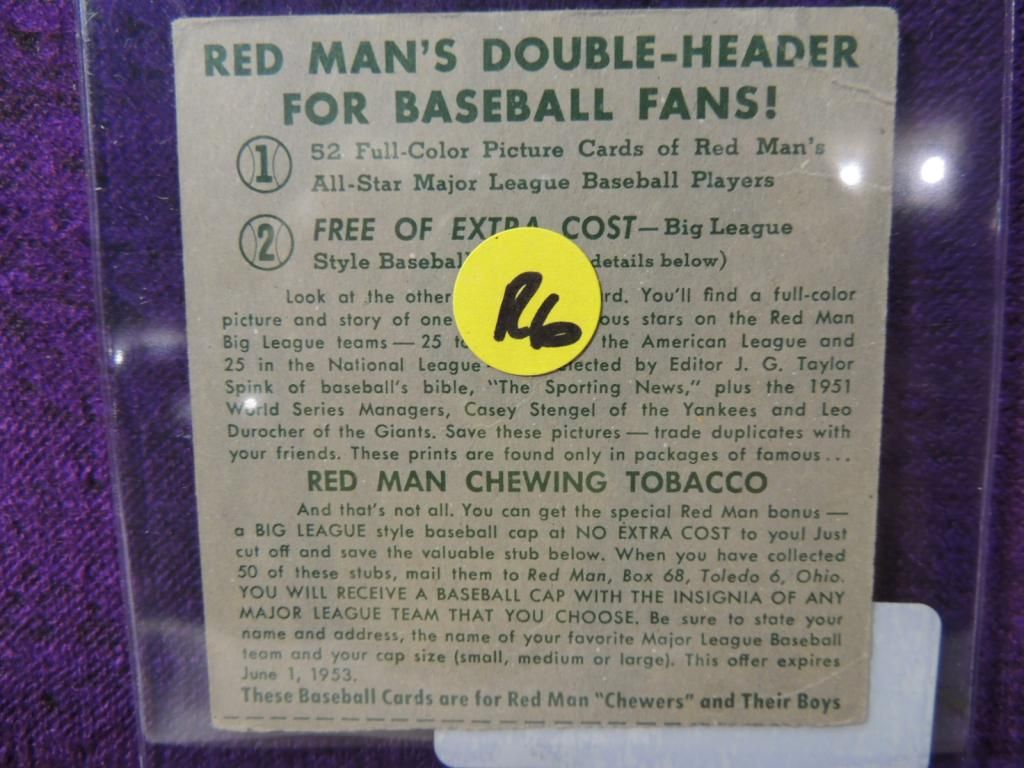 RED MAN'S DOUBLE-HEADER
FOR BASEBALL FANS!
1 52 Full-Color Picture Cards of Red Man's
All-Star Major League Baseball Players
2 FREE OF EXTRA COST — Big League
Style Baseball details below)
Look at the other rd. You'll find a full-color
picture and story of one ous stars on the Red Man
Big League teams — 25 the American League and
25 in the National League lected by Editor J. G. Taylor
Spink of baseball's bible, "The Sporting News," plus the 1951
World Series Managers, Casey Stengel of the Yankees and Leo
Durocher of the Giants. Save these pictures — trade duplicates with
your friends. These prints are found only in packages of famous...
RED MAN CHEWING TOBACCO
And that's not all. You can get the special Red Man bonus —
a BIG LEAGUE style baseball cap at NO EXTRA COST to you! Just
cut off and save the valuable stub below. When you have collected
50 of these stubs, mail them to Red Man, Box 68, Toledo 6, Ohio.
YOU WILL RECEIVE A BASEBALL CAP WITH THE INSIGNIA OF ANY
MAJOR LEAGUE TEAM THAT YOU CHOOSE. Be sure to state your
name and address, the name of your favorite Major League Baseball
team and your cap size (small, medium or large). This offer expires
June 1, 1953.
These Baseball Cards are for Red Man "Chewers" and Their Boys
R6